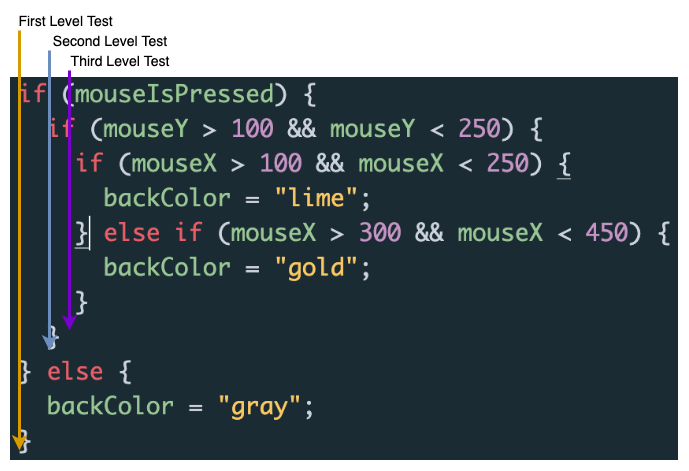 First Level Test
Second Level Test
Third Level Test
if (mouseIsPressed) {
if (mouseY > 100 && mouseY < 250) {
if (mouseX > 100 && mouseX < 250) {
backColor = "lime";
} else if (mouseX > 300 && mouseX < 450) {
backColor = "gold";
}
}
} else {
backColor = "gray";
}